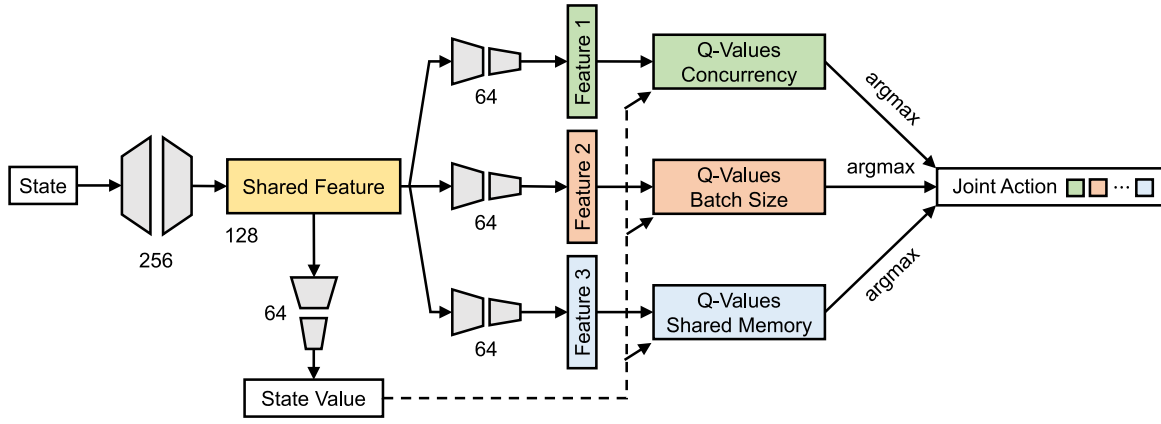 State
256
Shared Feature
128
64
State Value
64
Feature 1
Q-Values
Concurrency
argmax
64
Feature 2
Q-Values
Batch Size
argmax
64
Feature 3
Q-Values
Shared Memory
argmax
Joint Action ···